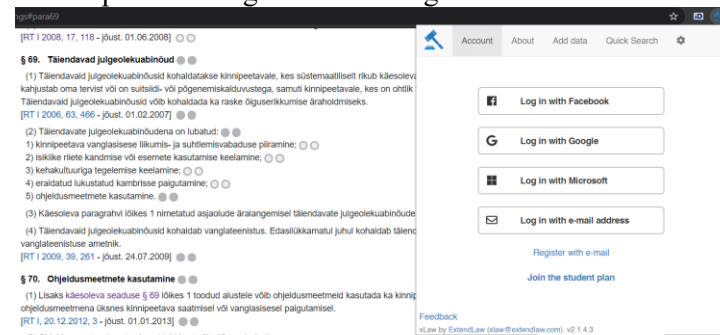 ngs#para69
[RT I 2008, 17, 118 - jõust. 01.06.2008]
§ 69. Täiendavad julgeolekuabinõud
(1) Täiendavaid julgeolekuabinõusid kohaldatakse kinnipeetavale, kes süstemaatiliselt rikub käesoleva
kahjustab oma tervist või on suitsiidi- või põgenemiskalduvustega, samuti kinnipeetavale, kes on ohtlik
Täiendavaid julgeolekuabinõusid võib kohaldada ka raske õiguserikkumise ärahoidmiseks.
[RT I 2006, 63, 466 - jõust. 01.02.2007]
(2) Täiendavate julgeolekuabinõudena on lubatud:
1) kinnipeetava vanglasisese liikumis- ja suhtlemisvabaduse piiramine;
2) isiklike riiete kandmise või esemete kasutamise keelamine;
3) kehakultuuriga tegelemise keelamine;
4) eraldatud lukustatud kambrisse paigutamine;
5) ohjeldusmeetmete kasutamine.
(3) Käesoleva paragrahvi lõikes 1 nimetatud asjaolude äralangemisel täiendavate julgeolekuabinõude
(4) Täiendavaid julgeolekuabinõusid kohaldab vanglateenistus. Edasilükkamatul juhul kohaldab täiend
vanglateenistuse ametnik.
[RT I 2009, 39, 261 - jõust. 24.07.2009]
§ 70. Ohjeldusmeetmete kasutamine
(1) Lisaks käesoleva seaduse § 69 lõikes 1 toodud alustele võib ohjeldusmeetmeid kasutada ka kinnip
ohjeldusmeetmena üksnes kinnipeetava saatmisel või vanglasisesel paigutamisel.
[RT I, 20.12.2012, 3 - jõust. 01.01.2013]
Account About Add data Quick Search
Log in with Facebook
G Log in with Google
Log in with Microsoft
Log in with e-mail address
Register with e-mail
Join the student plan
Feedback
xLaw by ExtendLaw (xlaw@extendlaw.com). v2.1.4.3